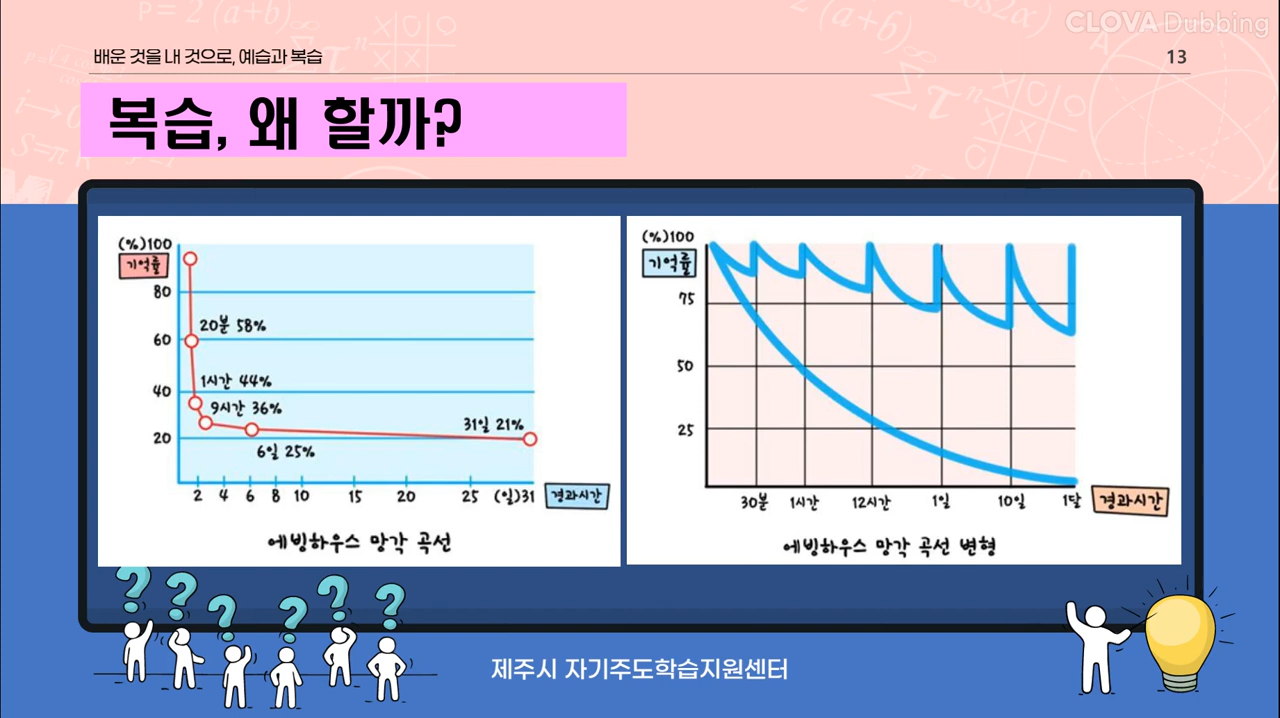 CLOVA Dubbing
배운 것을 내 것으로, 예습과 복습
13
복습, 왜 할까?
(%)100
기억률
80
60
40
20
20분 58%
1시간 44%
9시간 36%
6일 25%
31일 21%
2 4 6 8 10 15 20 25 (일)31
경과시간
에빙하우스 망각 곡선
(%)100
기억률
75
50
25
30분 1시간 12시간 1일 10일 1달
경과시간
에빙하우스 망각 곡선 변형
? ? ? ? ? ?
제주시 자기주도학습지원센터